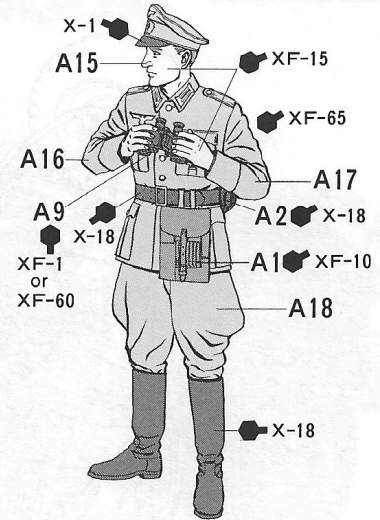 X-1
A15
XF-15
XF-65
A16
A17
A9
X-18
A2 X-18
XF-1
or
XF-60
A1 XF-10
A18
X-18